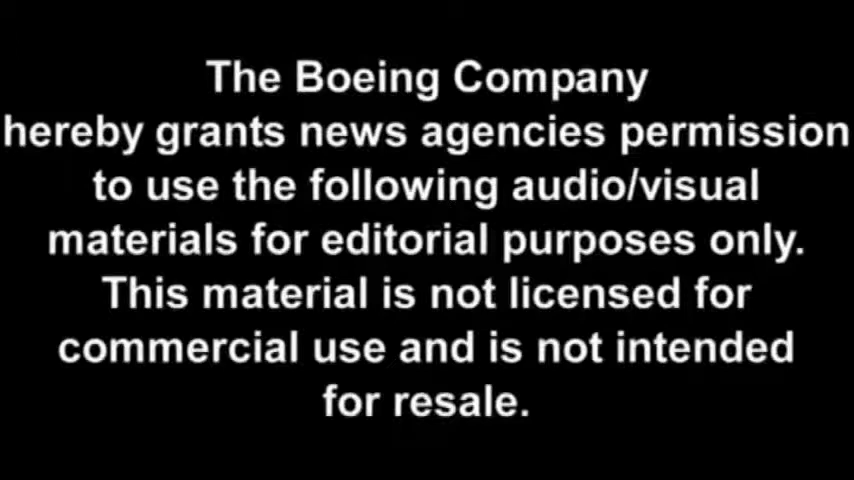 The Boeing Company
hereby grants news agencies permission
to use the following audio/visual
materials for editorial purposes only.
This material is not licensed for
commercial use and is not intended
for resale.